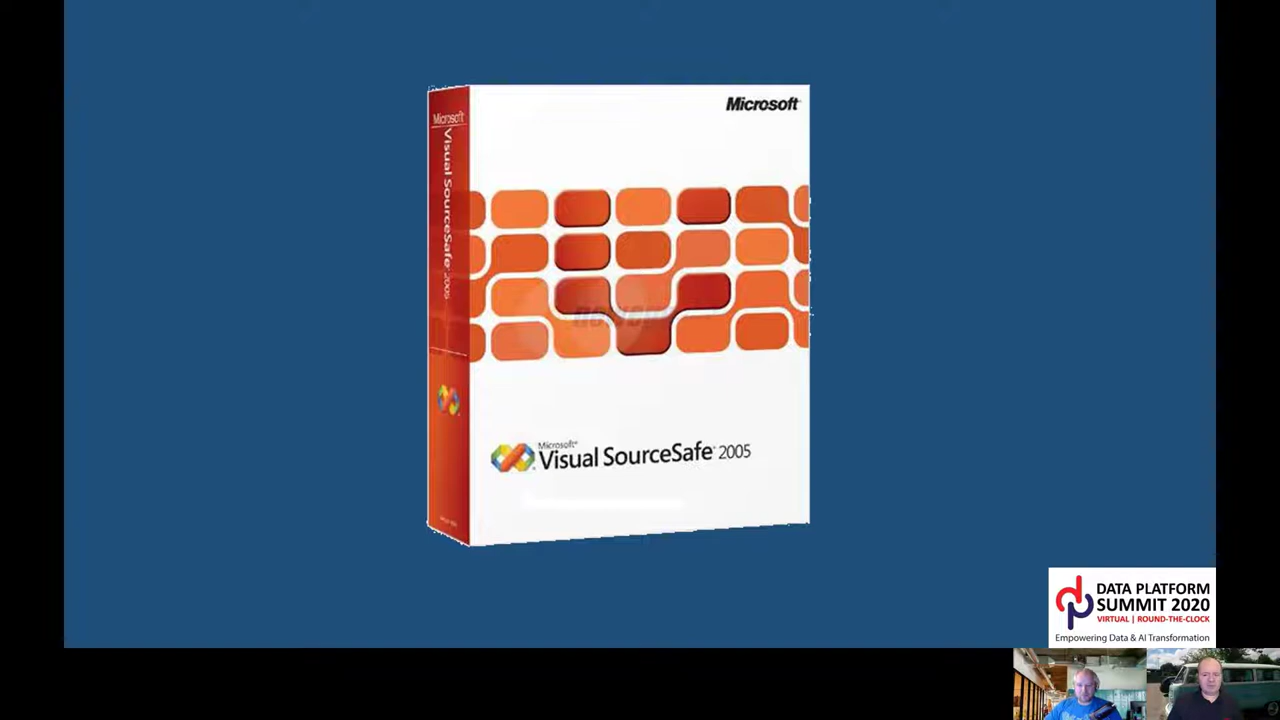 Microsoft
Microsoft
Visual SourceSafe 2005
Microsoft
Visual SourceSafe 2005
DATA PLATFORM
SUMMIT 2020
VIRTUAL | ROUND-THE-CLOCK
Empowering Data & AI Transformation